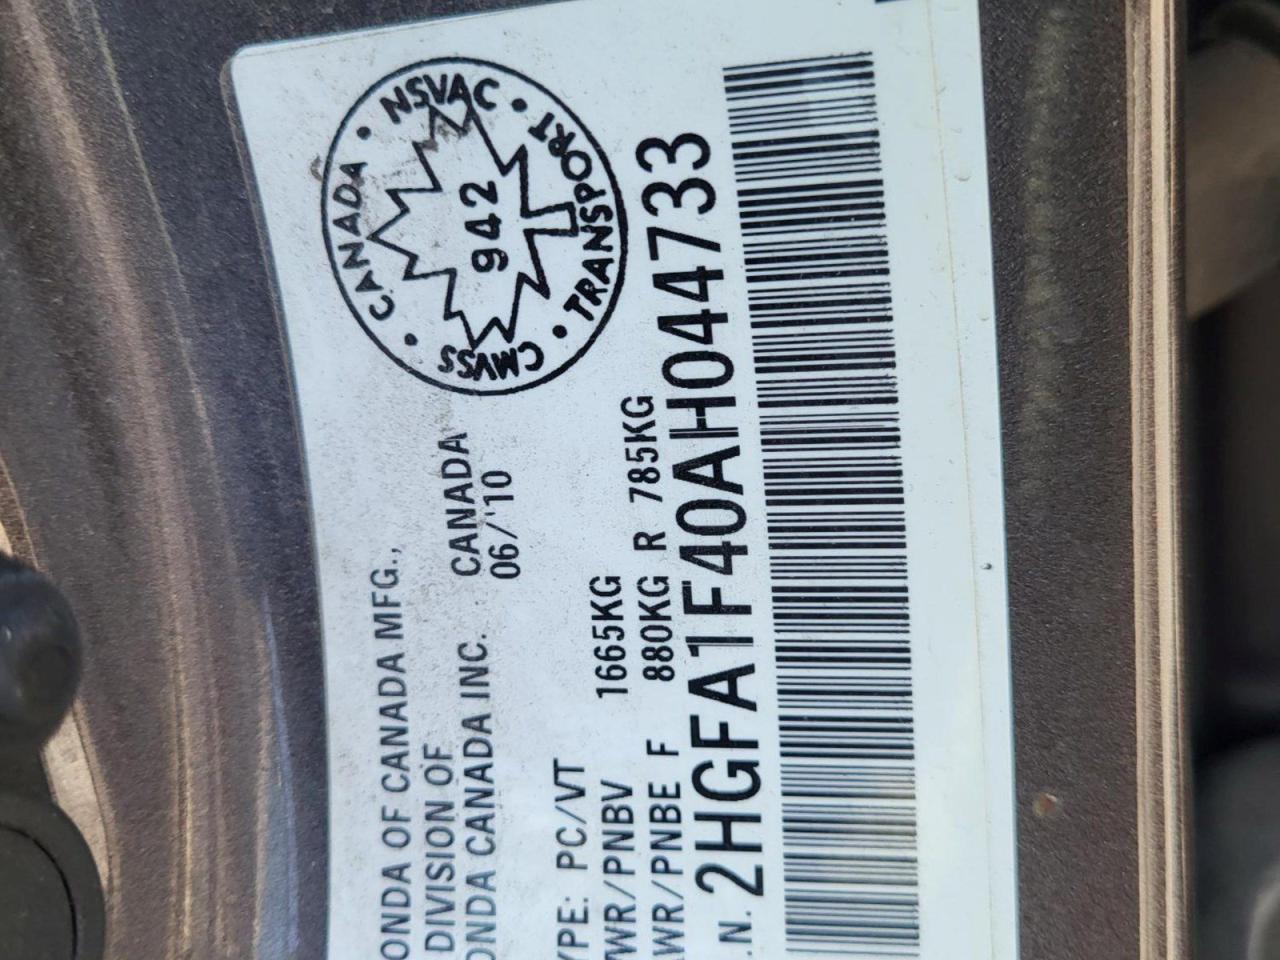 ONDA OF CANADA MFG.,
DIVISION OF
ONDA CANADA INC.
CANADA
06/'10
YPE: PC/VT
WR/PNBV 1665KG
AWR/PNBE F 880KG R 785KG
.N. 2HGFA1F40AH044733
• CANADA • NSVAC • TRANSPORT • CMVSS
942